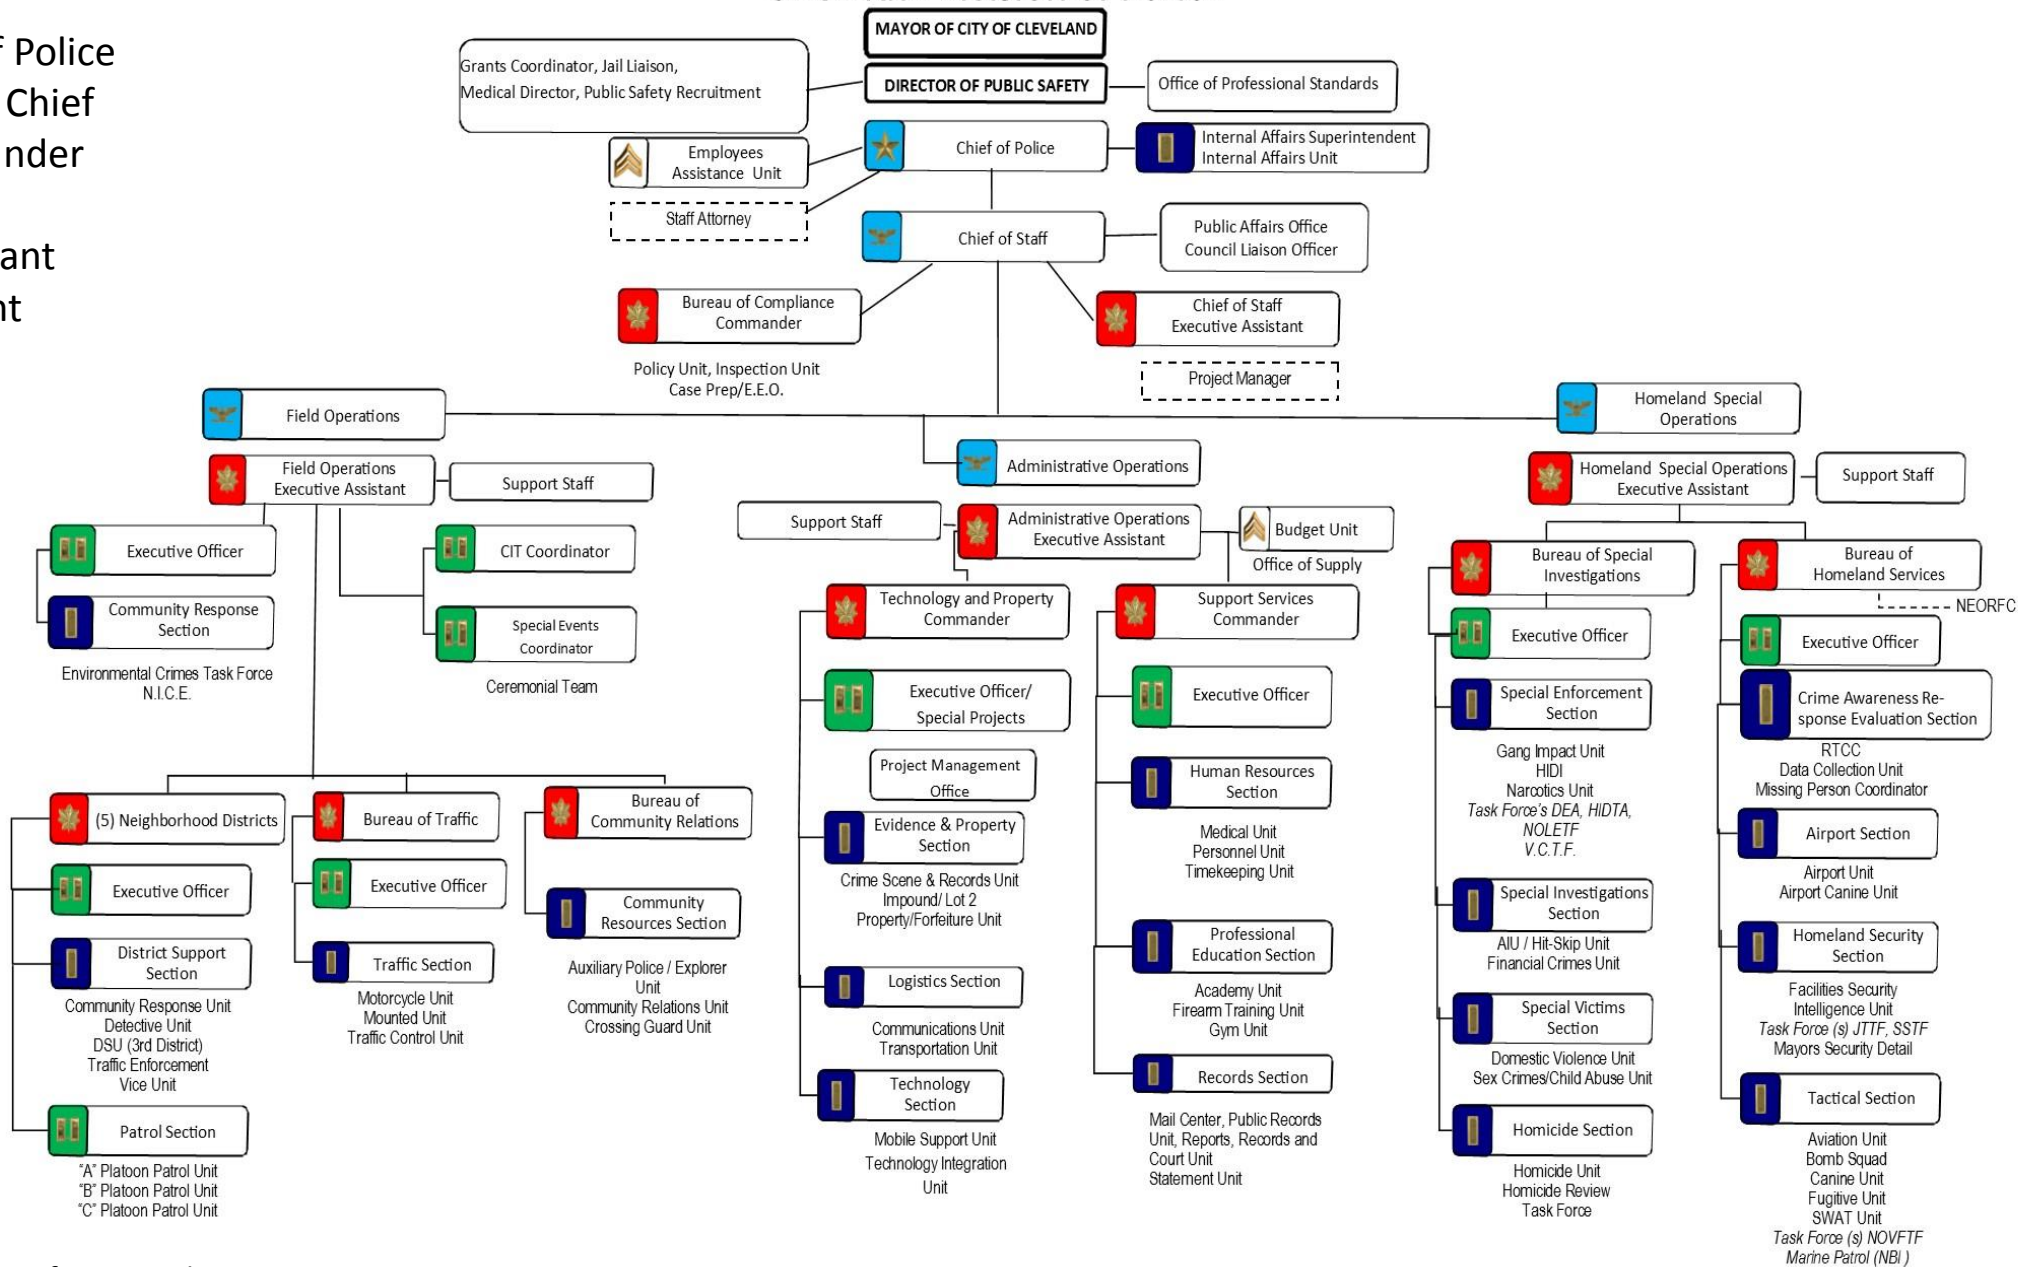 MAYOR OF CITY OF CLEVELAND
f Police
Chief
nder
ant
nt
Grants Coordinator, Jail Liaison,
Medical Director, Public Safety Recruitment
DIRECTOR OF PUBLIC SAFETY
Office of Professional Standards
Employees
Assistance Unit
Chief of Police
Internal Affairs Superintendent
Internal Affairs Unit
Staff Attorney
Chief of Staff
Public Affairs Office
Council Liaison Officer
Bureau of Compliance
Commander
Policy Unit, Inspection Unit
Case Prep/E.E.O.
Chief of Staff
Executive Assistant
Project Manager
Field Operations
Administrative Operations
Homeland Special
Operations
Field Operations
Executive Assistant
Support Staff
Executive Officer
Community Response
Section
Environmental Crimes Task Force
N.I.C.E.
CIT Coordinator
Special Events
Coordinator
Ceremonial Team
(5) Neighborhood Districts
Executive Officer
District Support
Section
Community Response Unit
Detective Unit
DSU (3rd District)
Traffic Enforcement
Vice Unit
Patrol Section
"A" Platoon Patrol Unit
"B" Platoon Patrol Unit
"C" Platoon Patrol Unit
Bureau of Traffic
Executive Officer
Traffic Section
Motorcycle Unit
Mounted Unit
Traffic Control Unit
Bureau of
Community Relations
Community
Resources Section
Auxiliary Police / Explorer
Unit
Community Relations Unit
Crossing Guard Unit
Support Staff
Administrative Operations
Executive Assistant
Budget Unit
Office of Supply
Technology and Property
Commander
Executive Officer/
Special Projects
Project Management
Office
Evidence & Property
Section
Crime Scene & Records Unit
Impound/ Lot 2
Property/Forfeiture Unit
Logistics Section
Communications Unit
Transportation Unit
Technology
Section
Mobile Support Unit
Technology Integration
Unit
Support Services
Commander
Executive Officer
Human Resources
Section
Medical Unit
Personnel Unit
Timekeeping Unit
Professional
Education Section
Academy Unit
Firearm Training Unit
Gym Unit
Records Section
Mail Center, Public Records
Unit, Reports, Records and
Court Unit
Statement Unit
Homeland Special Operations
Executive Assistant
Support Staff
Bureau of Special
Investigations
Executive Officer
Special Enforcement
Section
Gang Impact Unit
HIDI
Narcotics Unit
Task Force's DEA, HIDTA,
NOLETF
V.C.T.F.
Special Investigations
Section
AIU / Hit-Skip Unit
Financial Crimes Unit
Special Victims
Section
Domestic Violence Unit
Sex Crimes/Child Abuse Unit
Homicide Section
Homicide Unit
Homicide Review
Task Force
Bureau of
Homeland Services
NEORFC
Executive Officer
Crime Awareness Re-
sponse Evaluation Section
RTCC
Data Collection Unit
Missing Person Coordinator
Airport Section
Airport Unit
Airport Canine Unit
Homeland Security
Section
Facilities Security
Intelligence Unit
Task Force (s) JTTF, SSTF
Mayors Security Detail
Tactical Section
Aviation Unit
Bomb Squad
Canine Unit
Fugitive Unit
SWAT Unit
Task Force (s) NOVFTF
Marine Patrol (NBI )